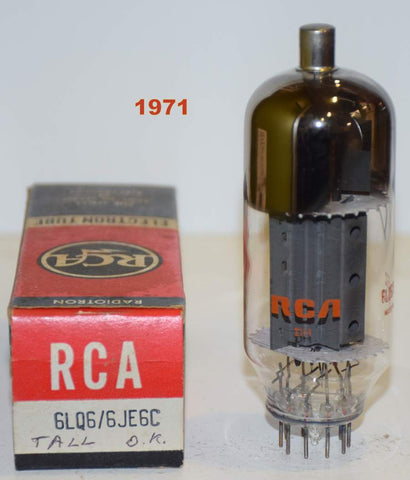 1971
ELECTRON TUBE
RCA
RADIOTRON
RCA
6LQ6/6JE6C
TALL O.K.
RCA